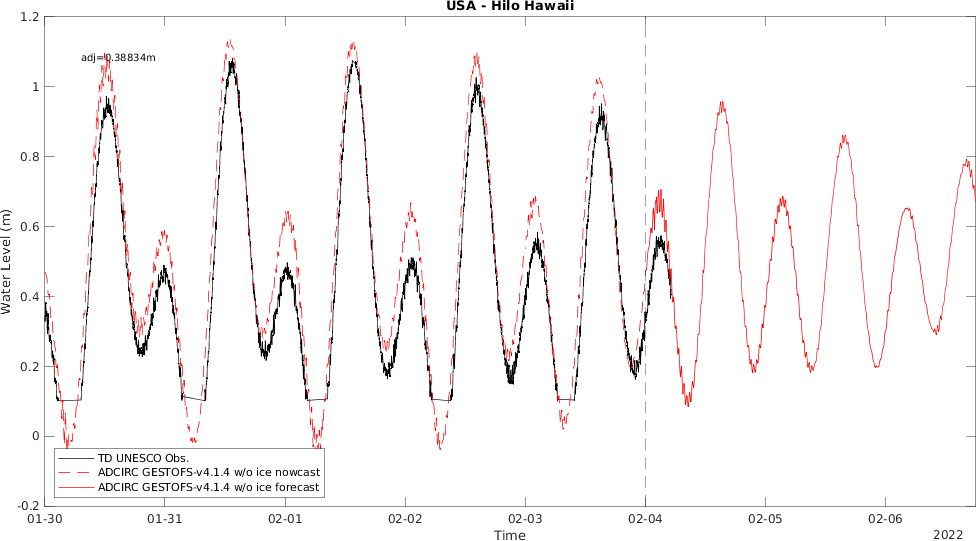 USA - Hilo Hawaii
1.2
adj=0.38834m
1
0.8
0.6
0.4
0.2
0
-0.2
Water Level (m)
TD UNESCO Obs.
ADCIRC GESTOFS-v4.1.4 w/o ice nowcast
ADCIRC GESTOFS-v4.1.4 w/o ice forecast
01-30 01-31 02-01 02-02 02-03 02-04 02-05 02-06
Time
2022